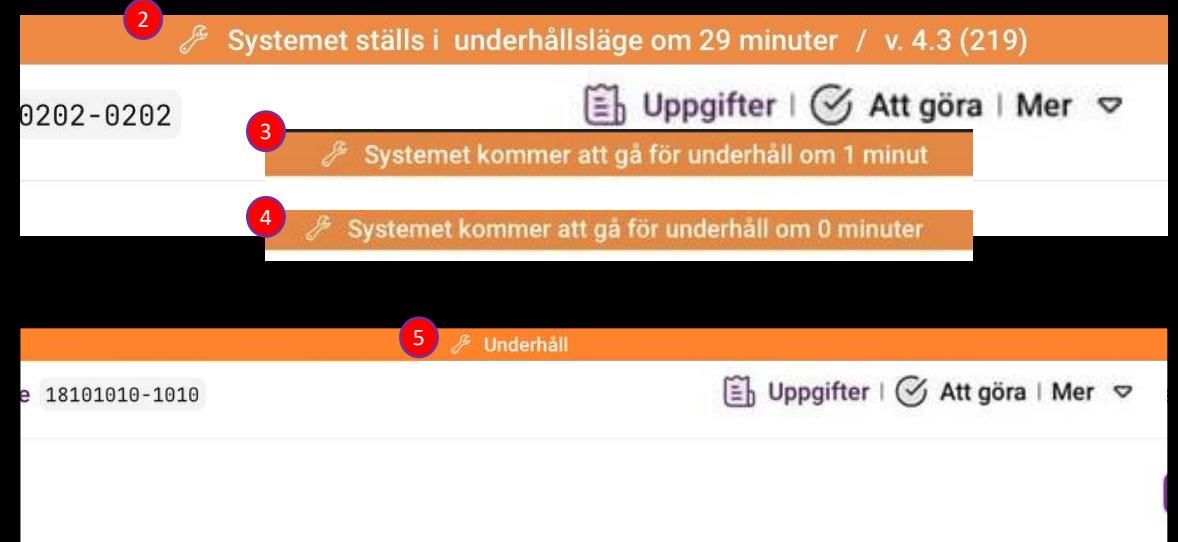 2
Systemet ställs i underhållsläge om 29 minuter / v. 4.3 (219)
0202-0202
Uppgifter | Att göra | Mer
3
Systemet kommer att gå för underhåll om 1 minut
4
Systemet kommer att gå för underhåll om 0 minuter
5
Underhåll
e 18101010-1010
Uppgifter | Att göra | Mer